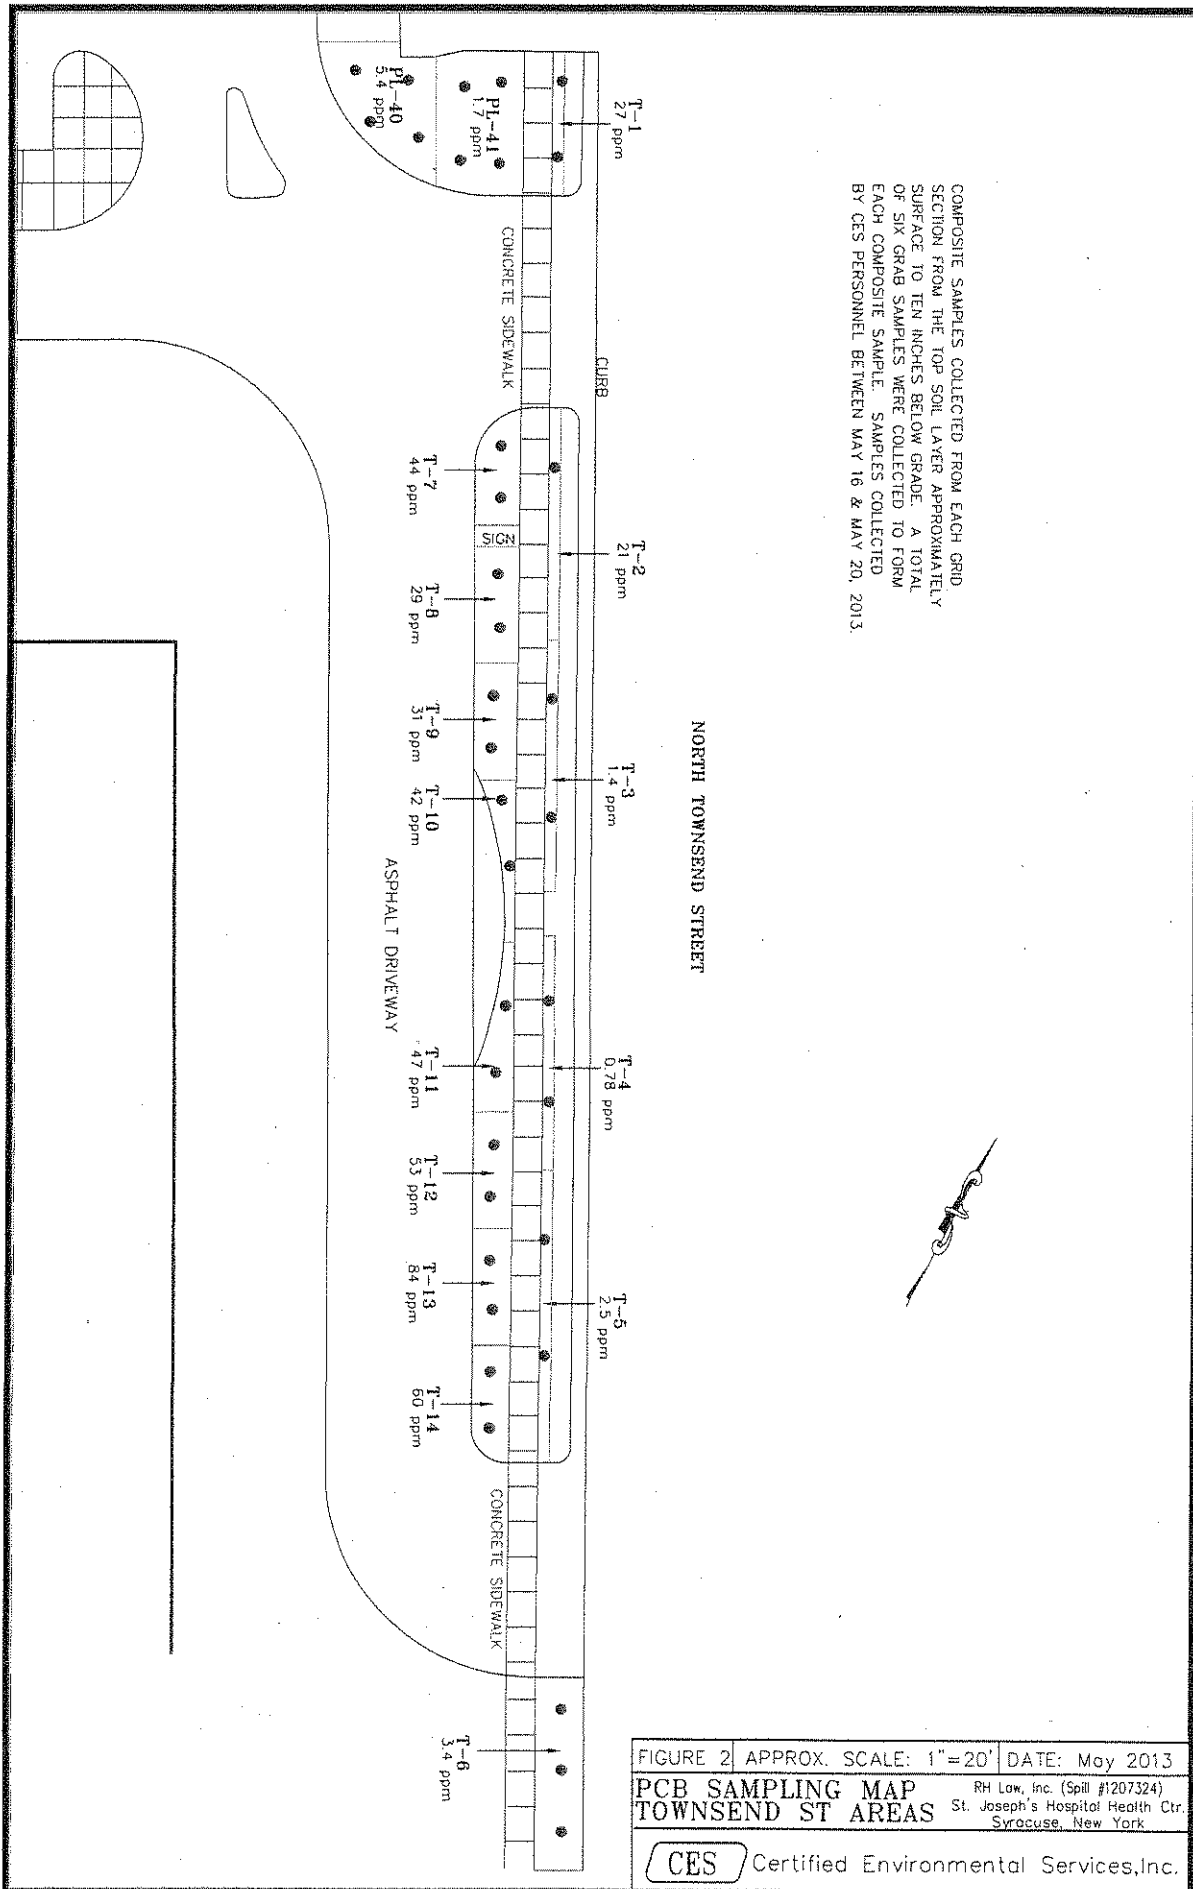 COMPOSITE SAMPLES COLLECTED FROM EACH GRID
SECTION FROM THE TOP SOIL LAYER APPROXIMATELY
SURFACE TO TEN INCHES BELOW GRADE. A TOTAL
OF SIX GRAB SAMPLES WERE COLLECTED TO FORM
EACH COMPOSITE SAMPLE. SAMPLES COLLECTED
BY CES PERSONNEL BETWEEN MAY 16 & MAY 20, 2013.
NORTH TOWNSEND STREET
T-1
27 ppm
T-2
21 ppm
T-3
1.4 ppm
T-4
0.78 ppm
T-5
2.5 ppm
CURB
PL-41
1.7 ppm
PL-40
5.4 ppm
CONCRETE SIDEWALK
SIGN
CONCRETE SIDEWALK
T-7
44 ppm
T-8
29 ppm
T-9
31 ppm
T-10
42 ppm
T-11
47 ppm
T-12
53 ppm
T-13
84 ppm
T-14
60 ppm
T-6
3.4 ppm
ASPHALT DRIVEWAY
FIGURE 2 APPROX. SCALE: 1"=20' DATE: May 2013
PCB SAMPLING MAP
TOWNSEND ST AREAS
RH Law, Inc. (Spill #1207324)
St. Joseph's Hospital Health Ctr.
Syracuse, New York
CES Certified Environmental Services,Inc.